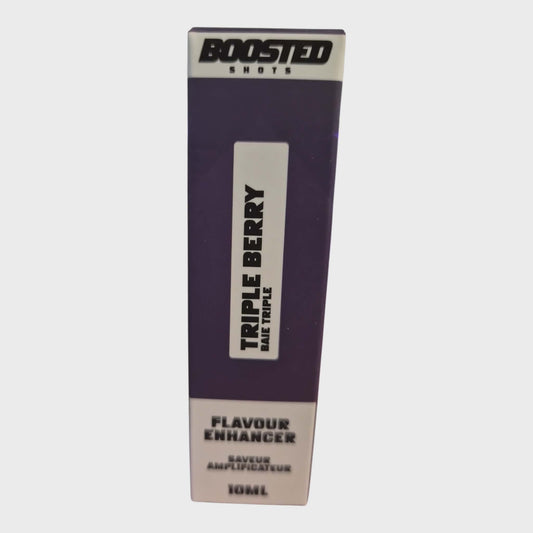 BOOSTED
SHOTS
TRIPLE BERRY
BAIE TRIPLE
FLAVOUR
ENHANCER
SAVEUR
AMPLIFICATEUR
10ML